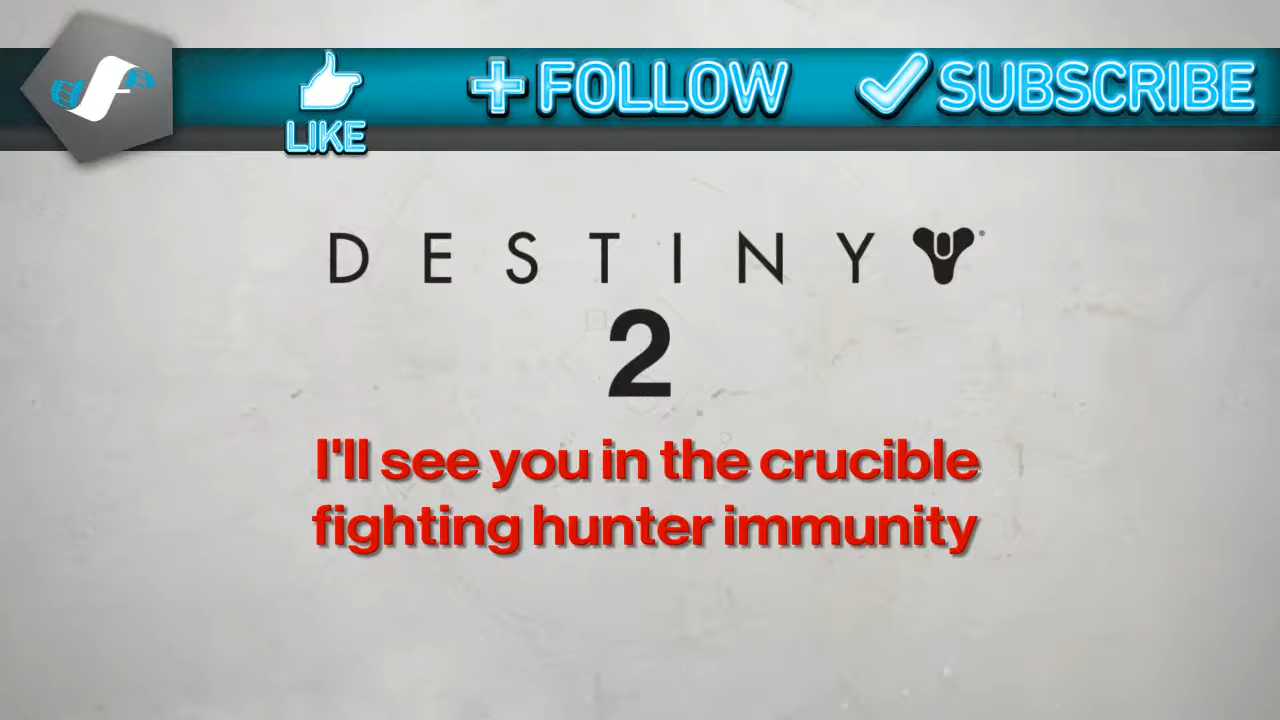 LIKE
+ FOLLOW
SUBSCRIBE
DESTINY
2
I'll see you in the crucible
fighting hunter immunity